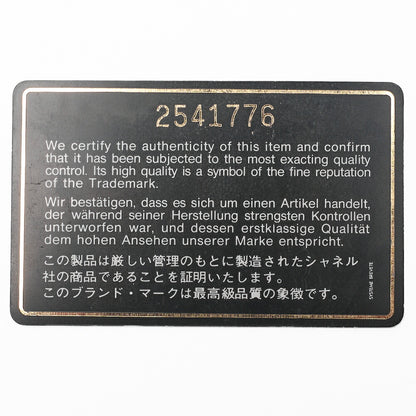 2541776
We certify the authenticity of this item and confirm
that it has been subjected to the most exacting quality
control. Its high quality is a symbol of the fine reputation
of the Trademark.
Wir bestätigen, dass es sich um einen Artikel handelt,
der während seiner Herstellung strengsten Kontrollen
unterworfen war, und dessen erstklassige Qualität
dem hohen Ansehen unserer Marke entspricht.
この製品は厳しい管理のもとに製造されたシャネル
社の商品であることを証明いたします。
このブランド・マークは最高級品質の象徴です。
SYSTEME BREVETE